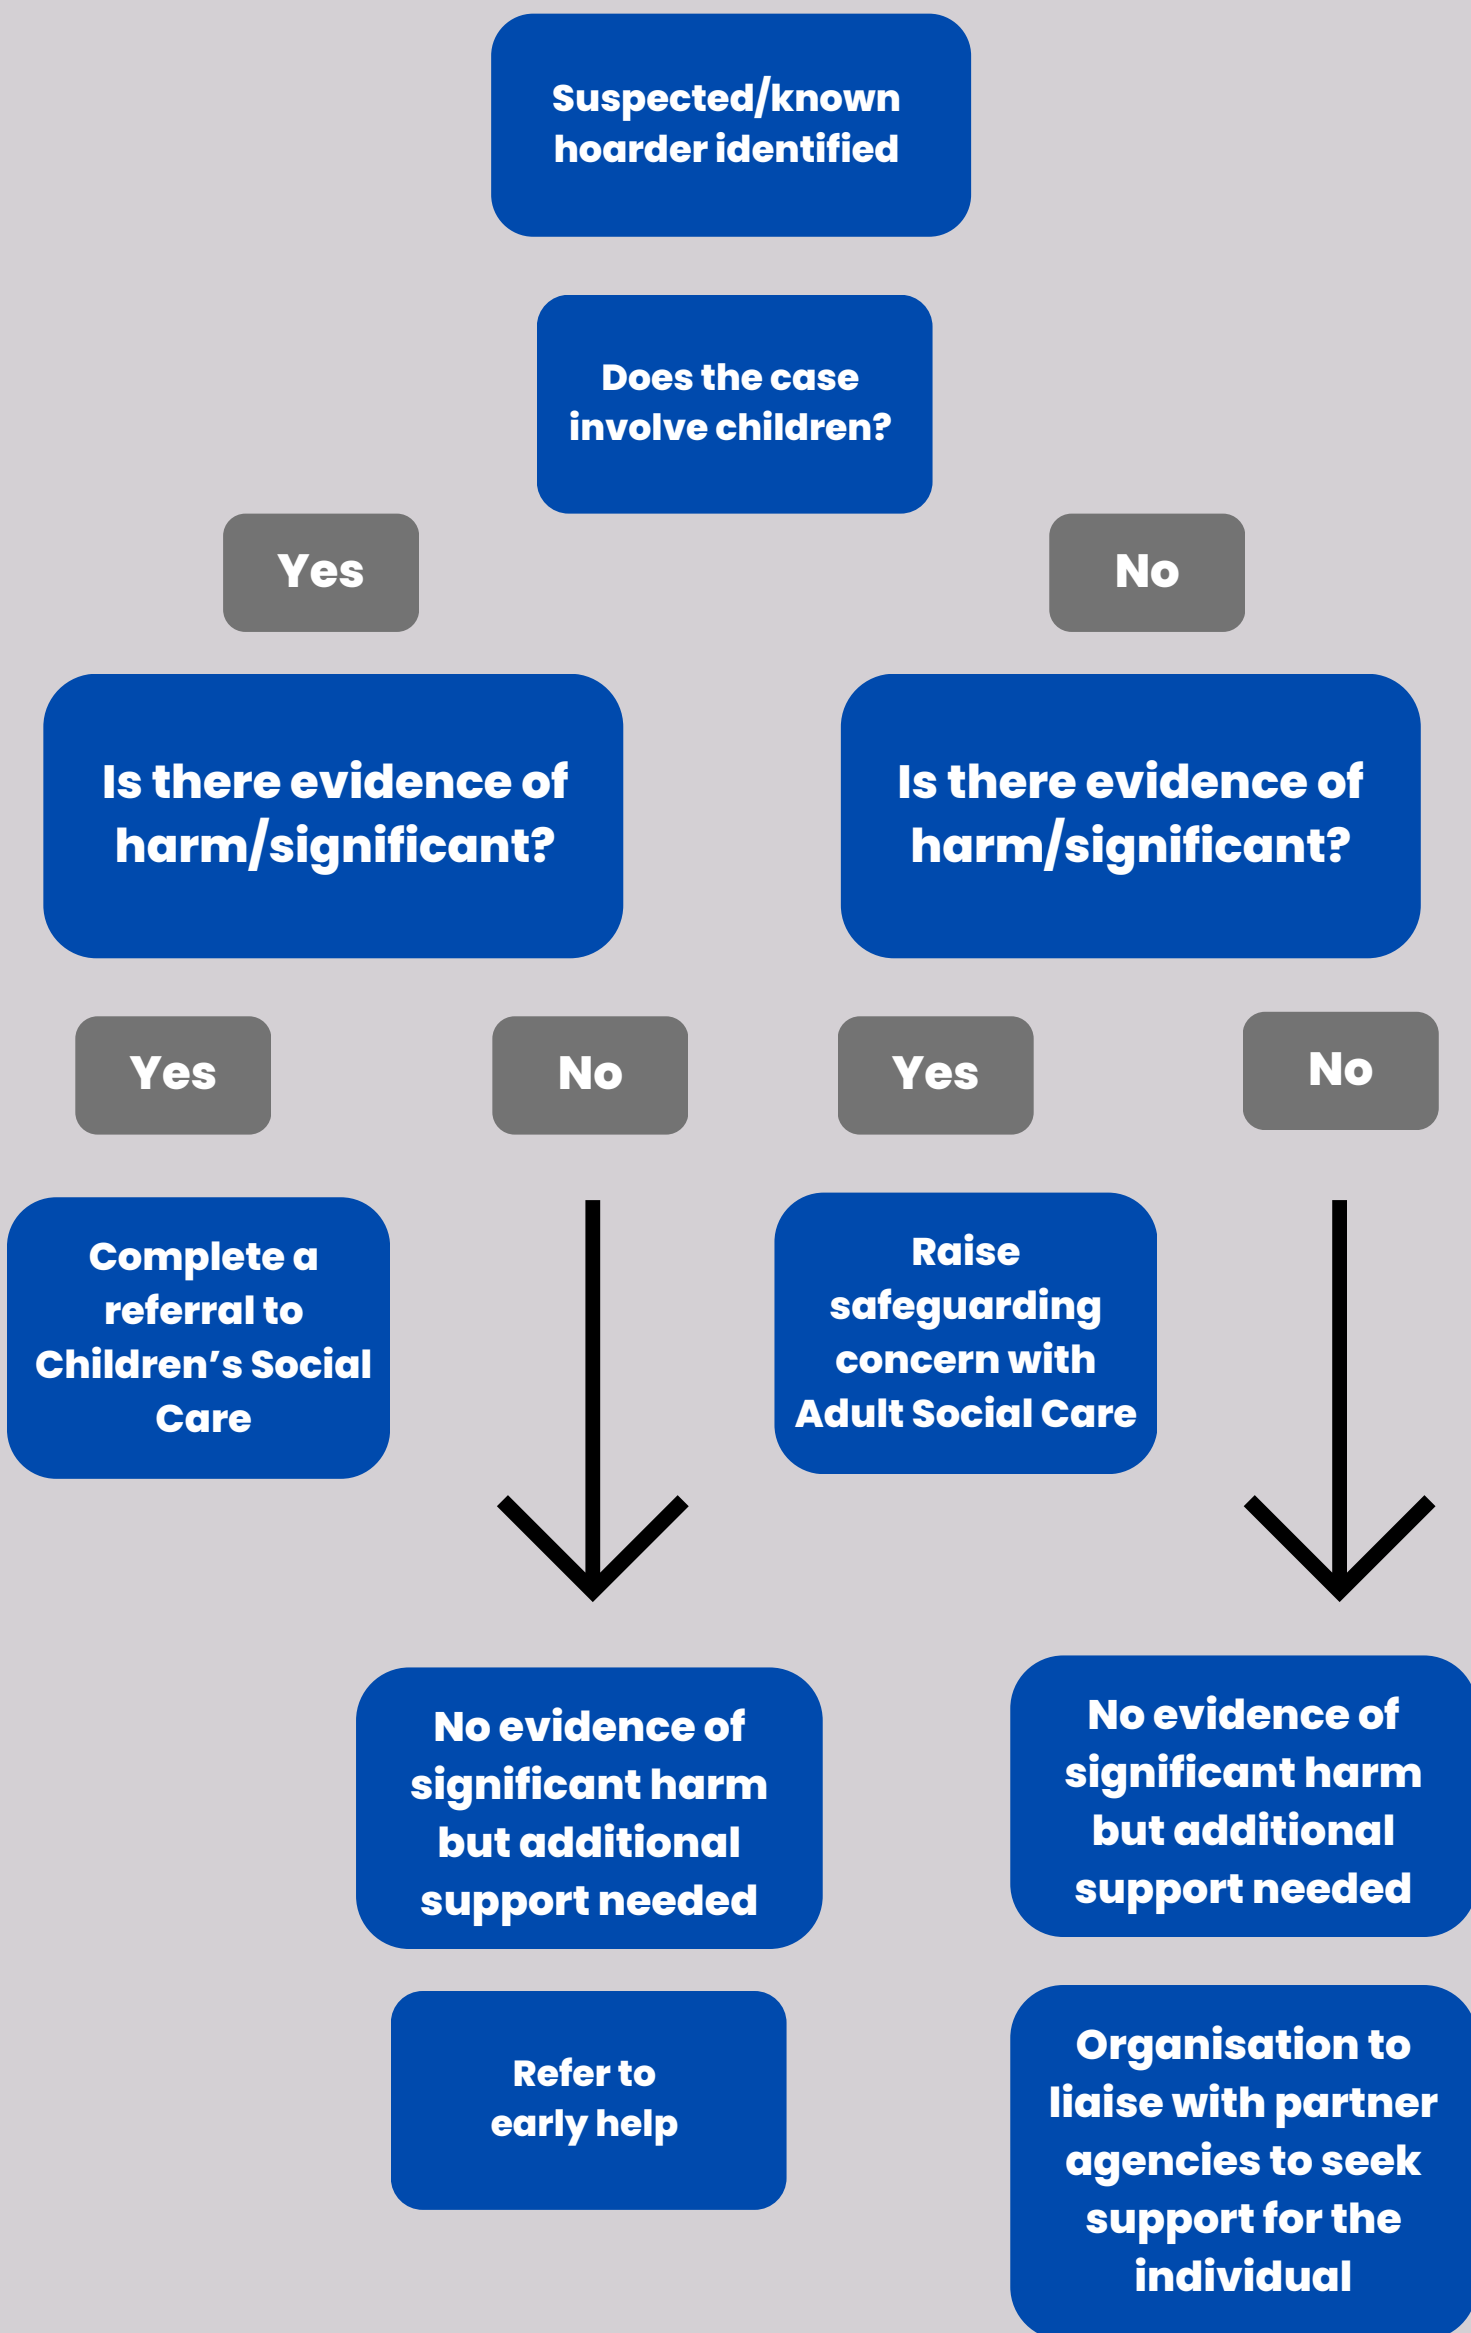 Suspected/known
hoarder identified
Does the case
involve children?
Yes
No
Is there evidence of
harm/significant?
Is there evidence of
harm/significant?
Yes
No
Yes
No
Complete a
referral to
Children’s Social
Care
Raise
safeguarding
concern with
Adult Social Care
No evidence of
significant harm
but additional
support needed
No evidence of
significant harm
but additional
support needed
Refer to
early help
Organisation to
liaise with partner
agencies to seek
support for the
individual